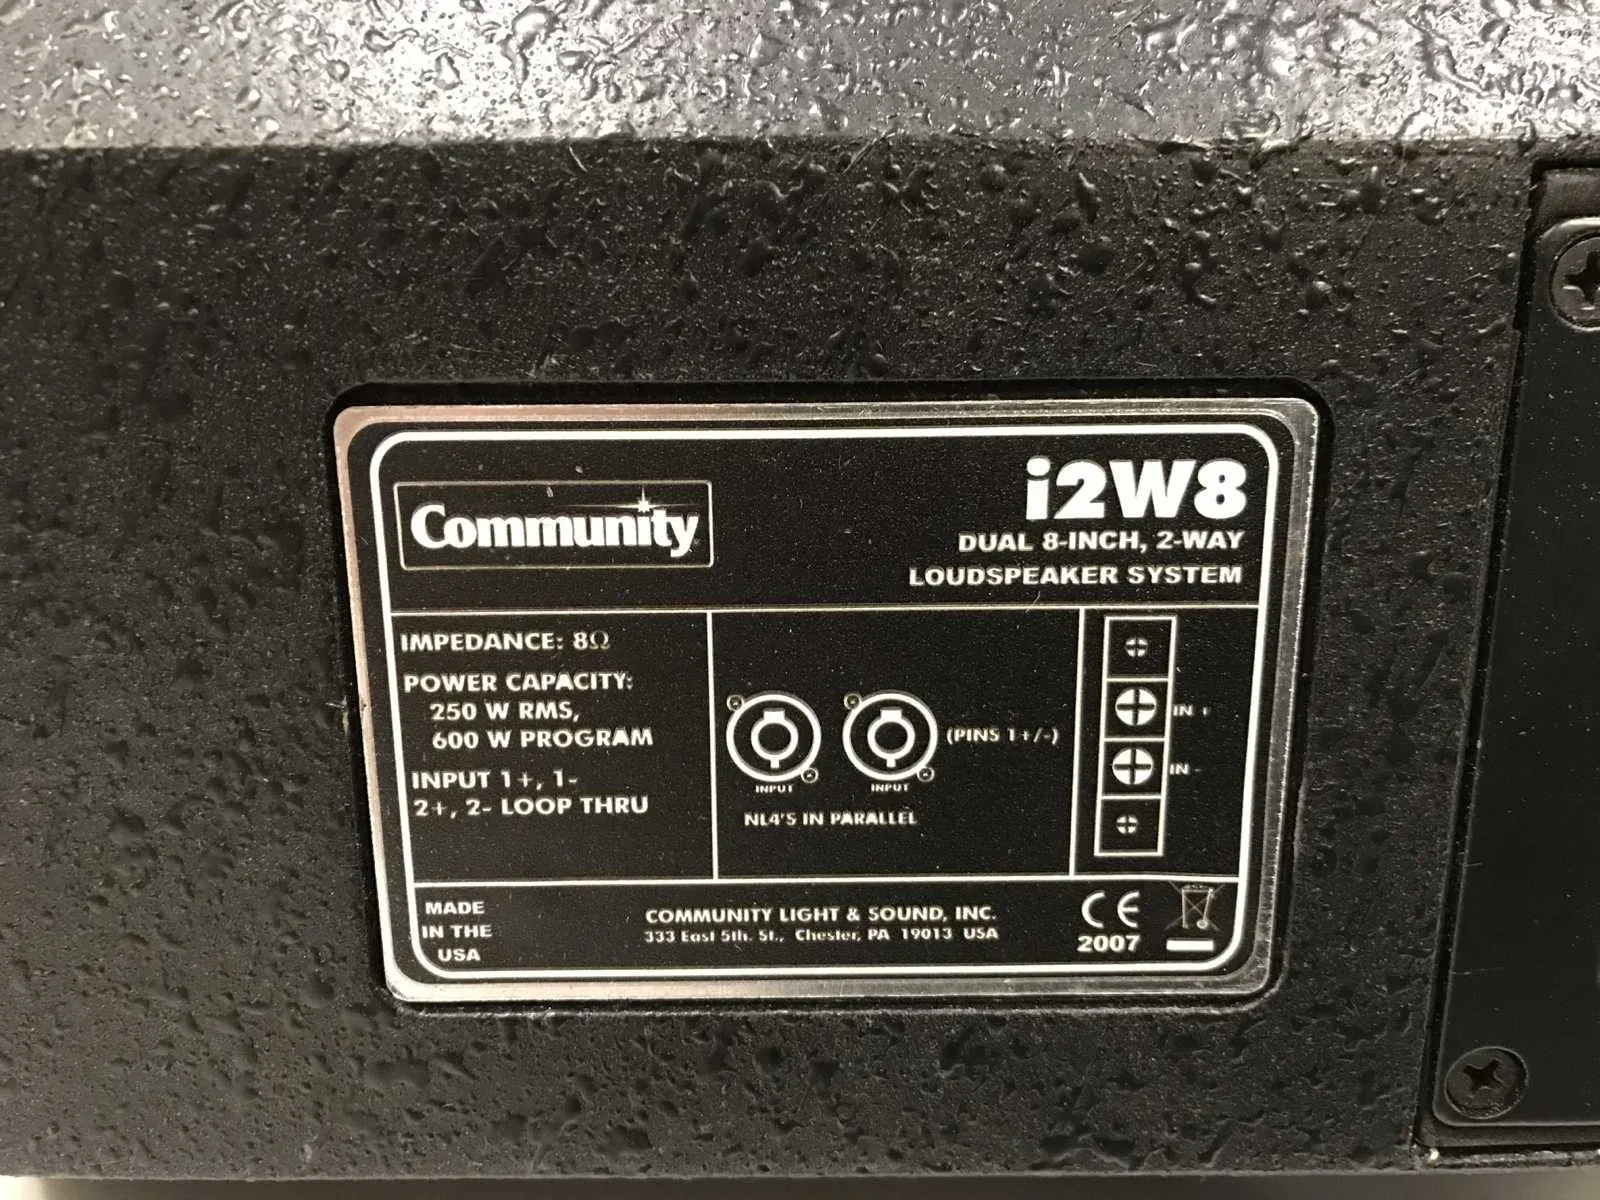 Community
i2W8
DUAL 8-INCH, 2-WAY
LOUDSPEAKER SYSTEM
IMPEDANCE: 8Ω
POWER CAPACITY:
250 W RMS,
600 W PROGRAM
INPUT 1+, 1-
2+, 2- LOOP THRU
INPUT INPUT (PINS 1+/-)
NL4'S IN PARALLEL
IN +
IN -
MADE
IN THE
USA
COMMUNITY LIGHT & SOUND, INC.
333 East 5th. St., Chester, PA 19013 USA
CE
2007